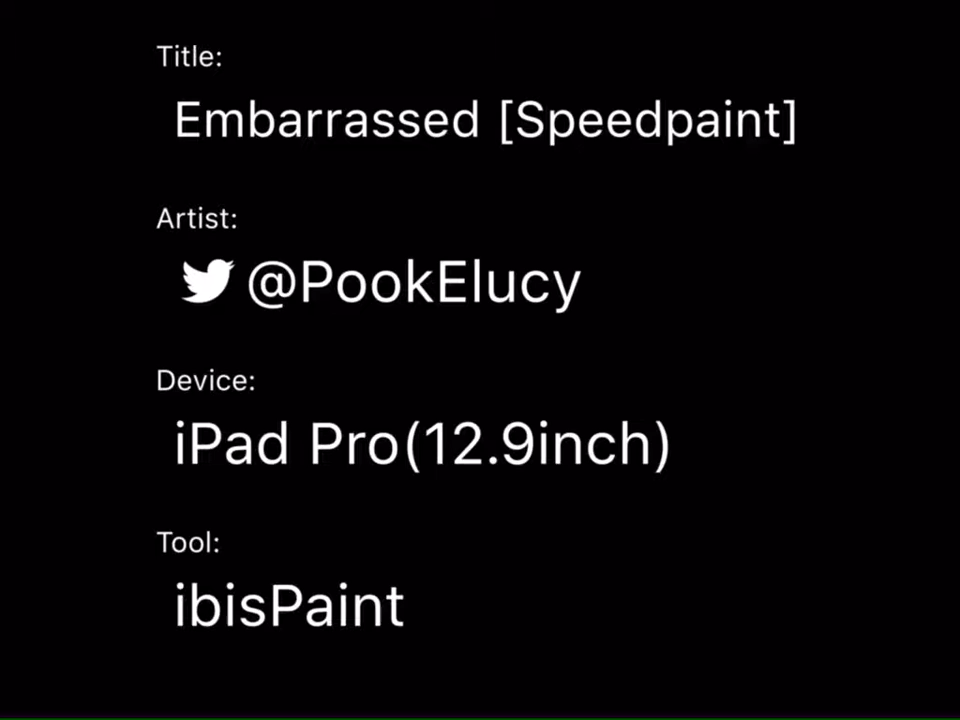 Title:
Embarrassed [Speedpaint]
Artist:
@PookElucy
Device:
iPad Pro(12.9inch)
Tool:
ibisPaint